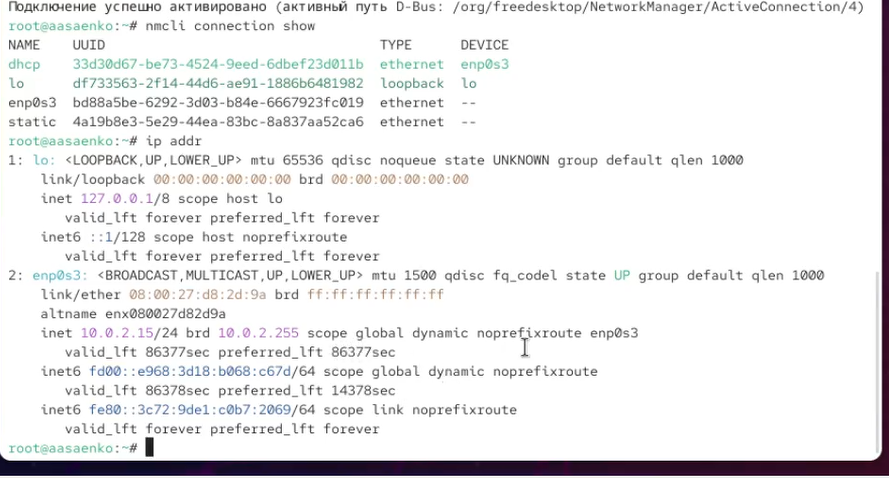 Подключение успешно активировано (активный путь D-Bus: /org/freedesktop/NetworkManager/ActiveConnection/4)
root@aasaenko:~# nmcli connection show
NAME    UUID                                  TYPE      DEVICE
dhcp    33d30d67-be73-4524-9eed-6dbef23d011b  ethernet  enp0s3
lo      df733563-2f14-44d6-ae91-1886b6481982  loopback  lo
enp0s3  bd88a5be-6292-3d03-b84e-6667923fc019  ethernet  --
static  4a19b8e3-5e29-44ea-83bc-8a837aa52ca6  ethernet  --
root@aasaenko:~# ip addr
1: lo: <LOOPBACK,UP,LOWER_UP> mtu 65536 qdisc noqueue state UNKNOWN group default qlen 1000
    link/loopback 00:00:00:00:00:00 brd 00:00:00:00:00:00
    inet 127.0.0.1/8 scope host lo
       valid_lft forever preferred_lft forever
    inet6 ::1/128 scope host noprefixroute
       valid_lft forever preferred_lft forever
2: enp0s3: <BROADCAST,MULTICAST,UP,LOWER_UP> mtu 1500 qdisc fq_codel state UP group default qlen 1000
    link/ether 08:00:27:d8:2d:9a brd ff:ff:ff:ff:ff:ff
    altname enx080027d82d9a
    inet 10.0.2.15/24 brd 10.0.2.255 scope global dynamic noprefixroute enp0s3
       valid_lft 86377sec preferred_lft 86377sec
    inet6 fd00::e968:3d18:b068:c67d/64 scope global dynamic noprefixroute
       valid_lft 86378sec preferred_lft 14378sec
    inet6 fe80::3c72:9de1:c0b7:2069/64 scope link noprefixroute
       valid_lft forever preferred_lft forever
root@aasaenko:~#